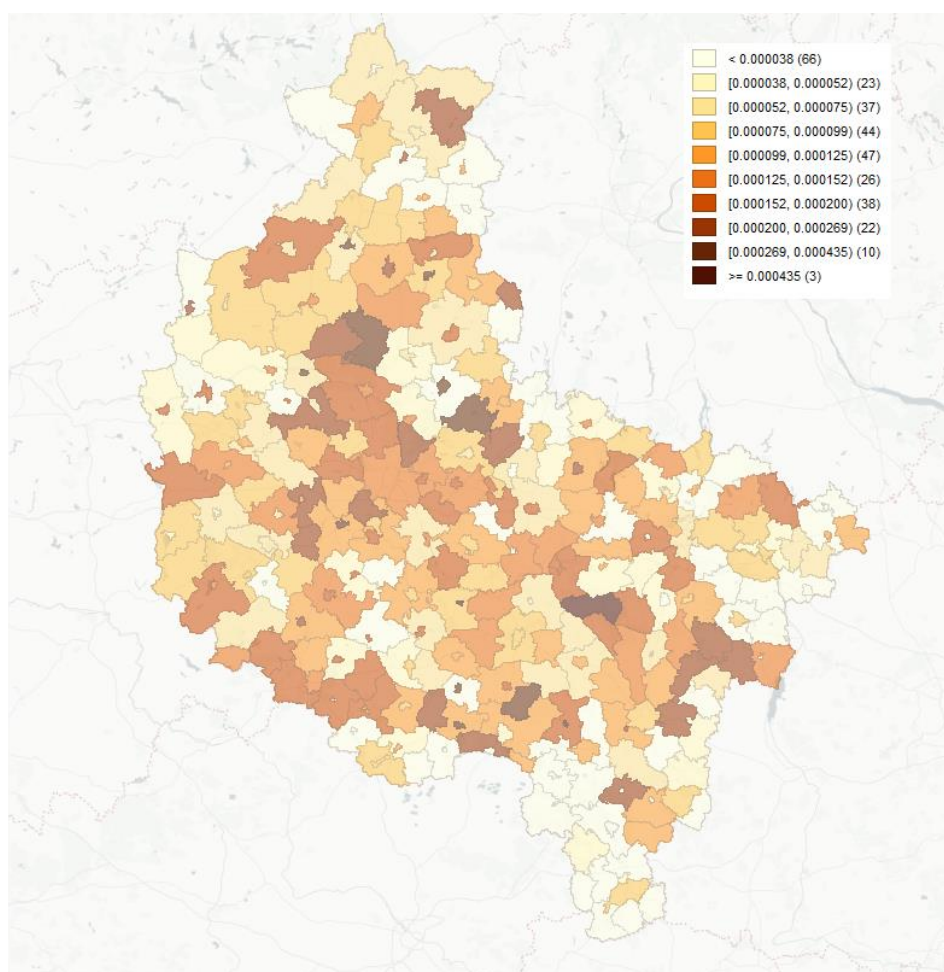 < 0.000038 (66)
[0.000038, 0.000052) (23)
[0.000052, 0.000075) (37)
[0.000075, 0.000099) (44)
[0.000099, 0.000125) (47)
[0.000125, 0.000152) (26)
[0.000152, 0.000200) (38)
[0.000200, 0.000269) (22)
[0.000269, 0.000435) (10)
>= 0.000435 (3)